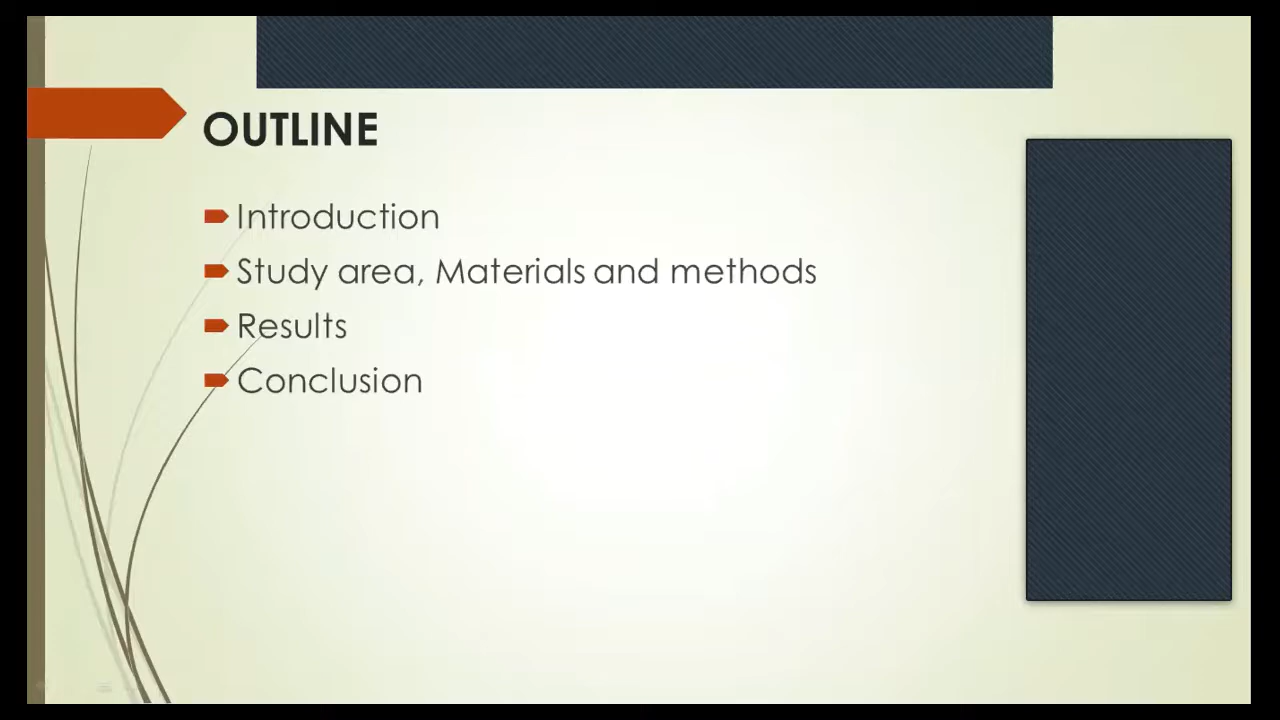 OUTLINE
Introduction
Study area, Materials and methods
Results
Conclusion